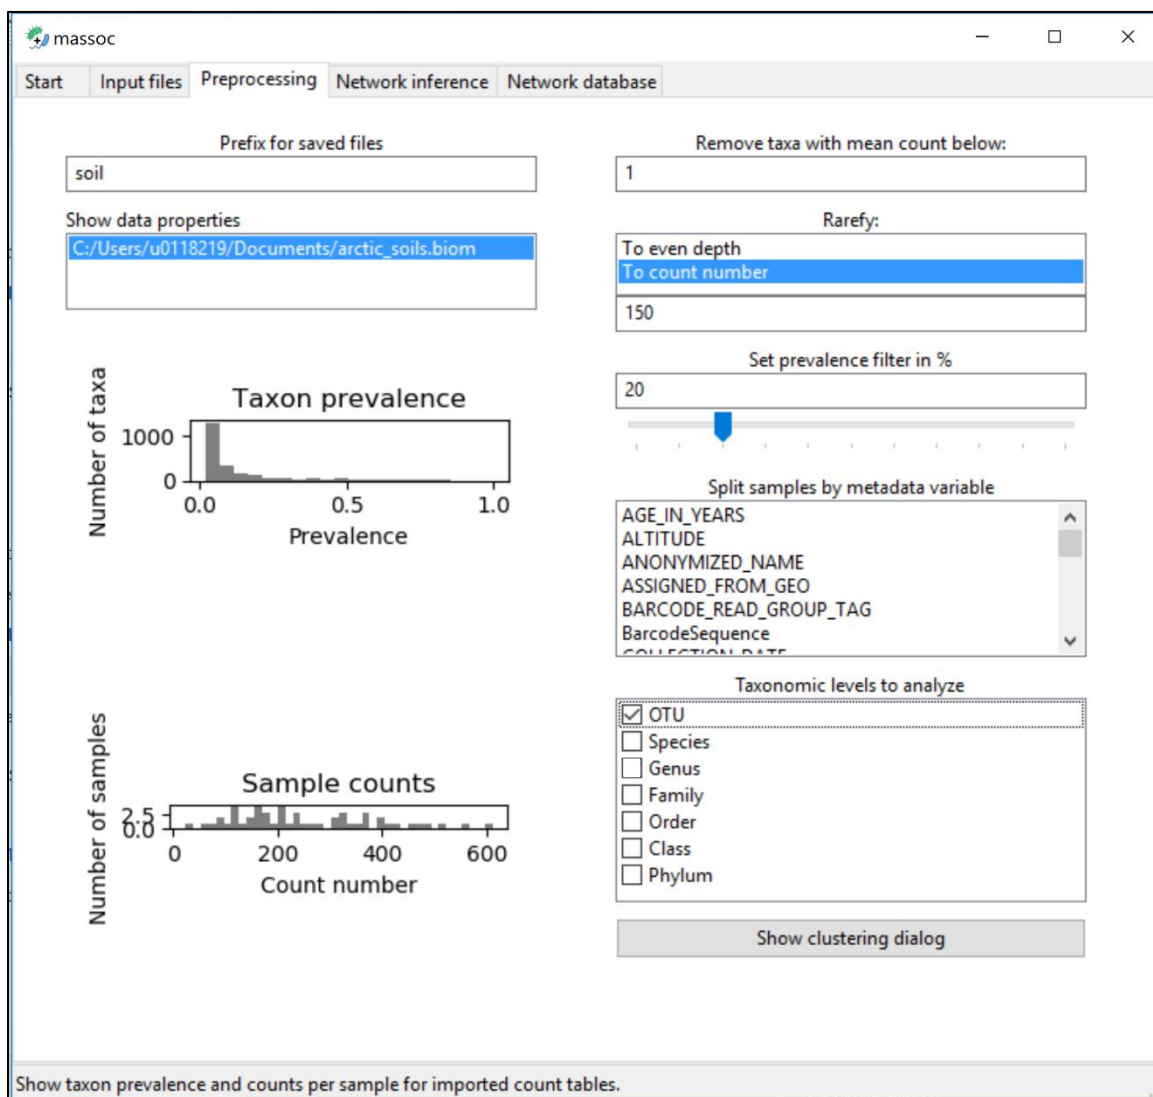 massoc
Start Input files Preprocessing Network inference Network database
Prefix for saved files
soil
Show data properties
C:/Users/u0118219/Documents/arctic_soils.biom
Taxon prevalence
Number of taxa
1000
0
0.0 0.5 1.0
Prevalence
Sample counts
Number of samples
2.5
0.0
0 200 400 600
Count number
Remove taxa with mean count below:
1
Rarefy:
To even depth
To count number
150
Set prevalence filter in %
20
Split samples by metadata variable
AGE_IN_YEARS
ALTITUDE
ANONYMIZED_NAME
ASSIGNED_FROM_GEO
BARCODE_READ_GROUP_TAG
BarcodeSequence
COLLECTION_DATE
Taxonomic levels to analyze
OTU
Species
Genus
Family
Order
Class
Phylum
Show clustering dialog
Show taxon prevalence and counts per sample for imported count tables.